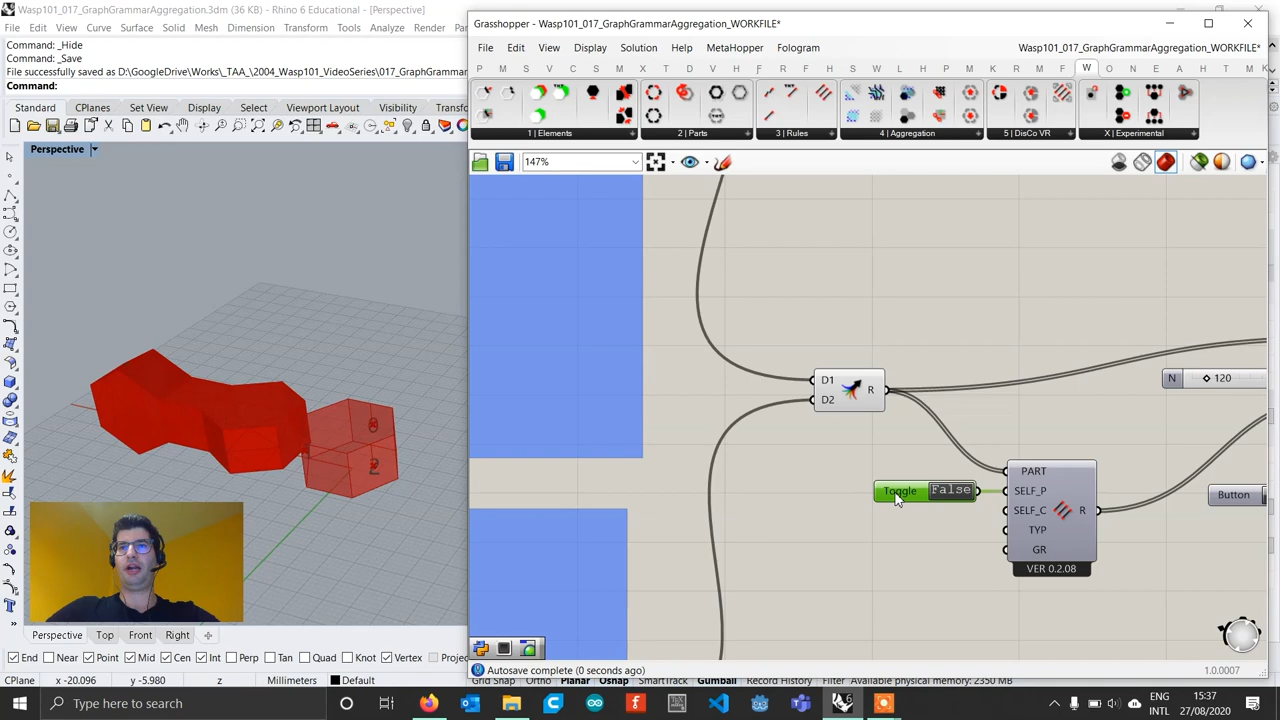 Wasp101_017_GraphGrammarAggregation.3dm (36 KB) - Rhino 6 Educational - [Perspective]
File Edit View Curve Surface Solid Mesh Dimension Transform Tools Analyze Render
Command: _Hide
Command: _Save
File successfully saved as D:\GoogleDrive\Works\_TAA_\2004_Wasp101_VideoSeries\017_GraphGrammar
Command:
Standard CPlanes Set View Display Select Viewport Layout Visibility Transfo
Perspective
0
2
Perspective Top Front Right
End Near Point Mid Cen Int Perp Tan Quad Knot Vertex Projec
CPlane x -20.096 y -5.980 z Millimeters Default Grid Snap Ortho Planar Osnap SmartTrack Gumball Record History Filter Available physical memory: 2350 MB
Grasshopper - Wasp101_017_GraphGrammarAggregation_WORKFILE*
File Edit View Display Solution Help MetaHopper Fologram Wasp101_017_GraphGrammarAggregation_WORKFILE*
1 | Elements 2 | Parts 3 | Rules 4 | Aggregation 5 | DisCo VR X | Experimental
147%
D1
D2
R
N 120
Toggle False
PART
SELF_P
SELF_C
TYP
GR
R
VER 0.2.08
Button
Autosave complete (0 seconds ago) 1.0.0007
Type here to search
ENG
INTL
15:37
27/08/2020